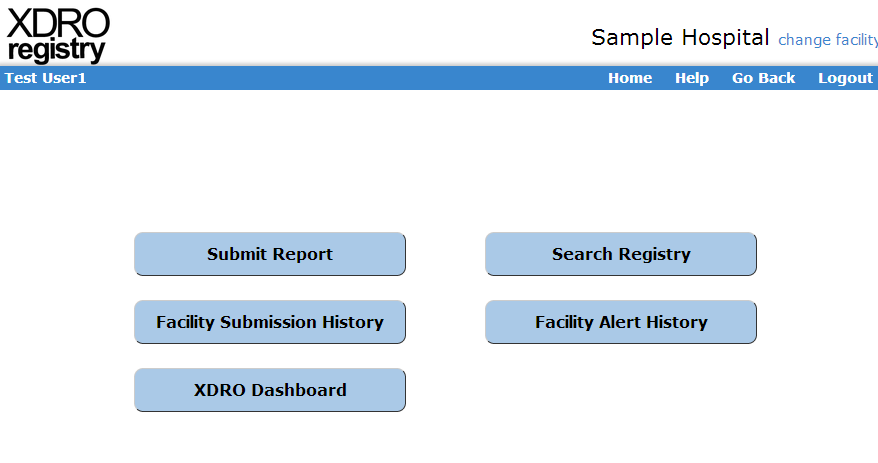 XDRO
registry
Sample Hospital change facility
Test User1 Home Help Go Back Logout
Submit Report Search Registry
Facility Submission History Facility Alert History
XDRO Dashboard